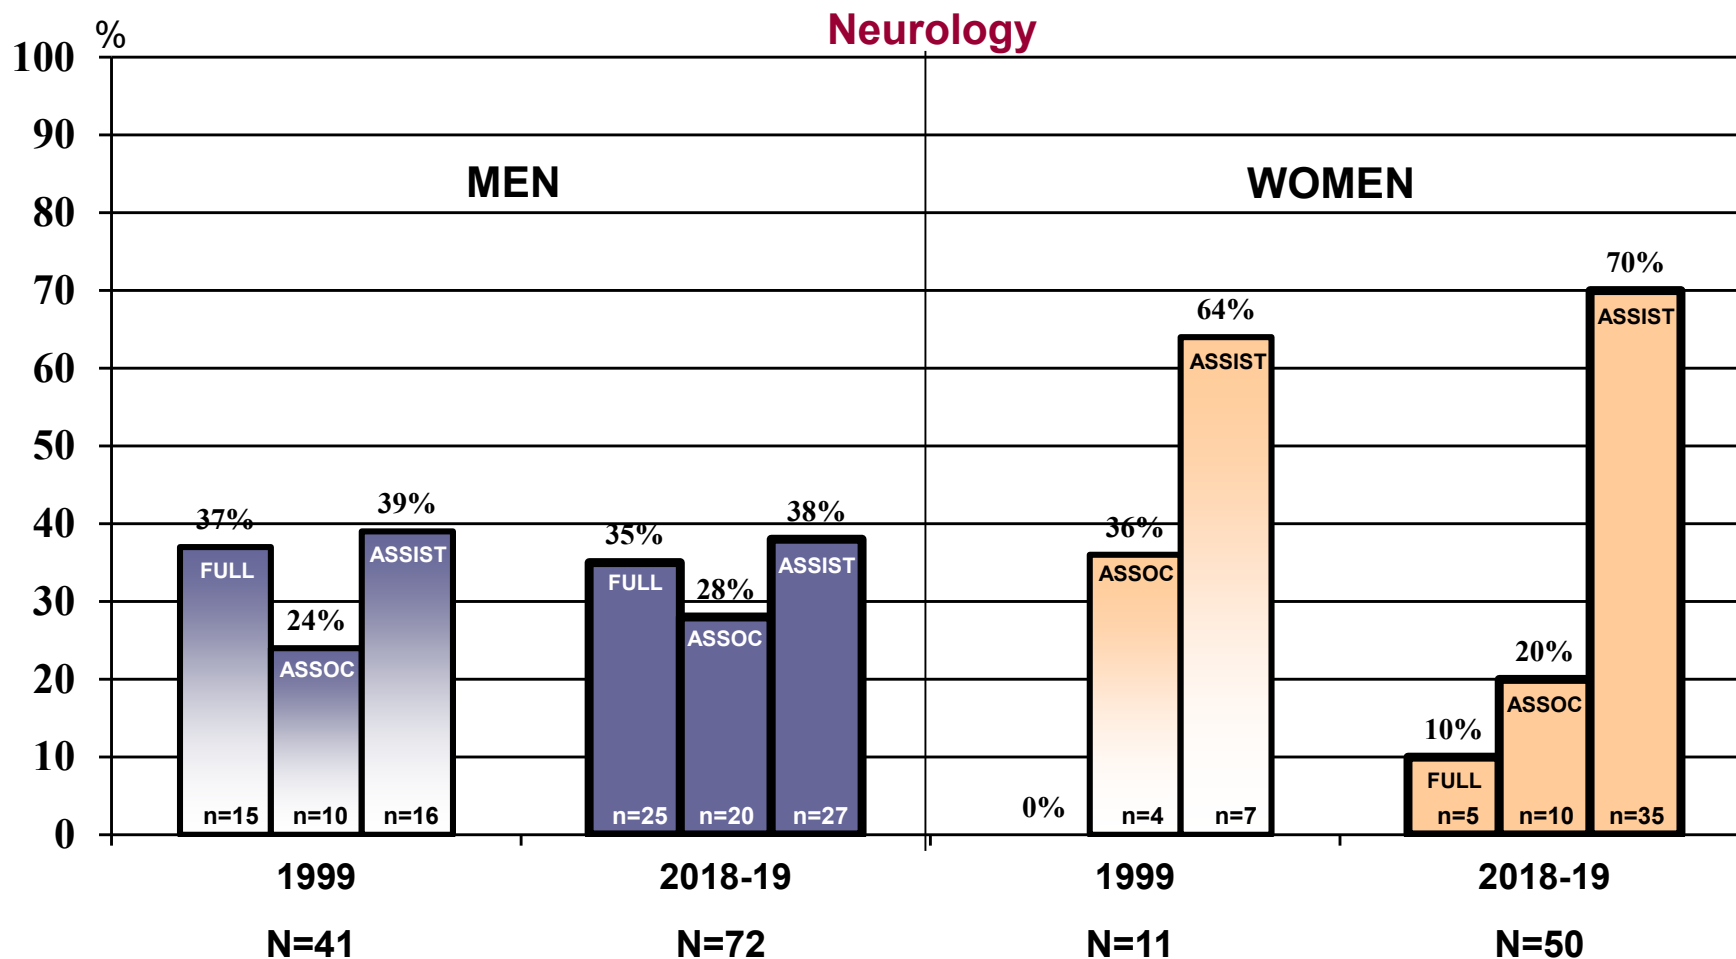 Neurology
%
100
90
80
70
60
50
40
30
20
10
0
MEN
WOMEN
37%
FULL
n=15
24%
ASSOC
n=10
39%
ASSIST
n=16
35%
FULL
n=25
28%
ASSOC
n=20
38%
ASSIST
n=27
0%
36%
ASSOC
n=4
64%
ASSIST
n=7
10%
FULL
n=5
20%
ASSOC
n=10
70%
ASSIST
n=35
1999
2018-19
1999
2018-19
N=41
N=72
N=11
N=50